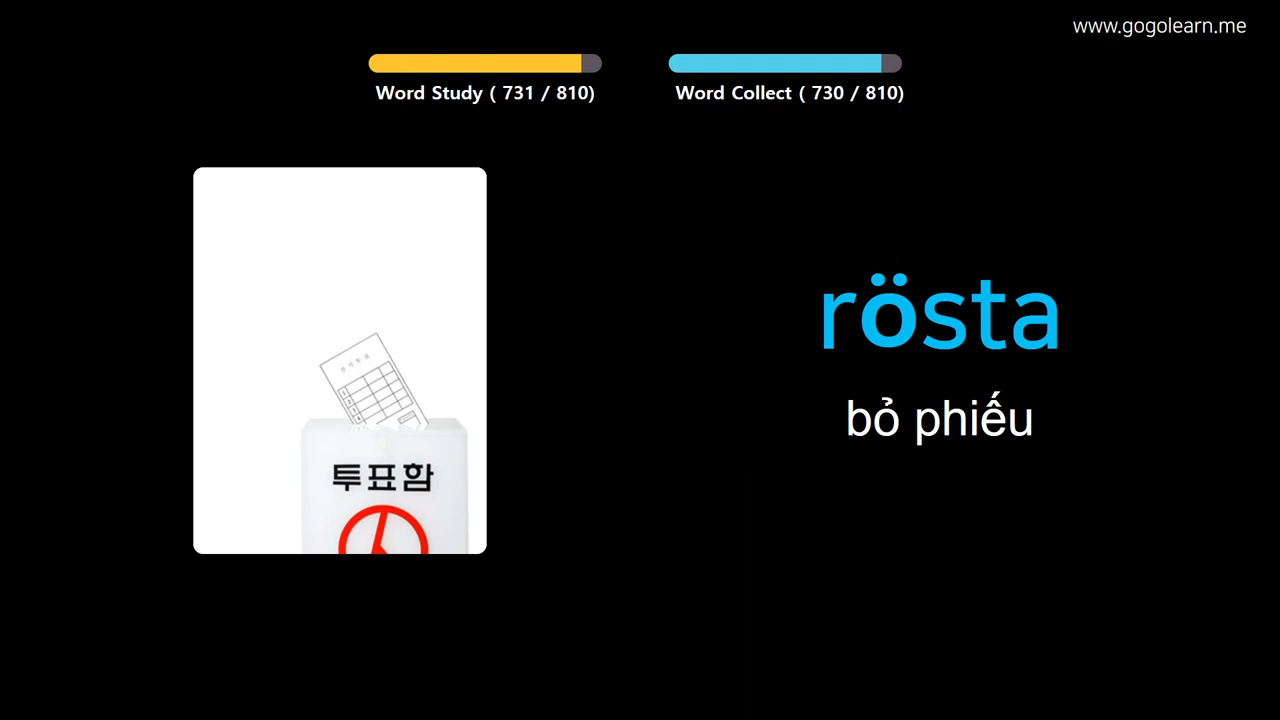 www.gogolearn.me
Word Study ( 731 / 810)
Word Collect ( 730 / 810)
투표함
rösta
bỏ phiếu